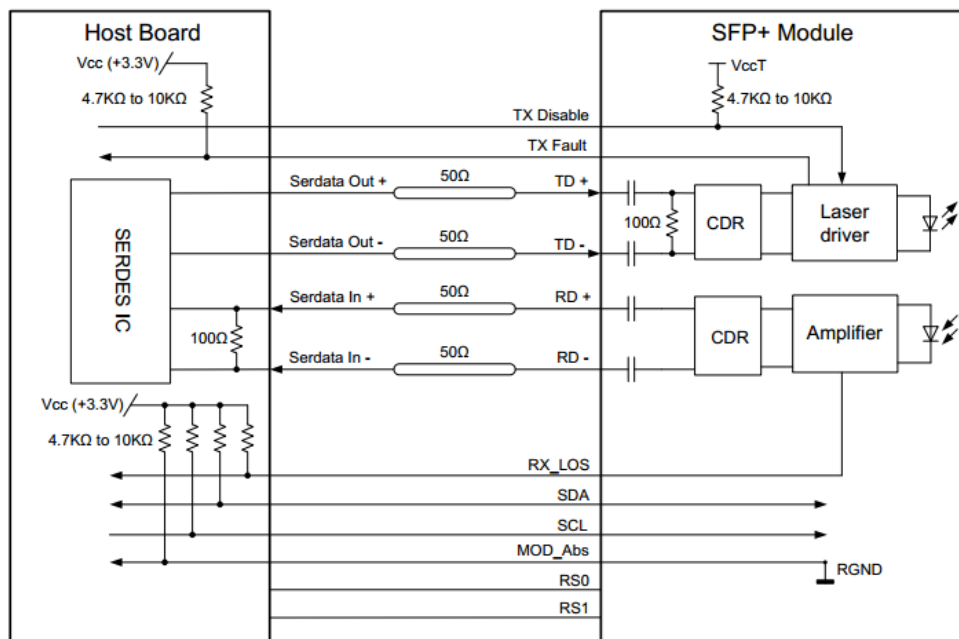 Host Board
SFP+ Module
Vcc (+3.3V)
VccT
4.7KΩ to 10KΩ
4.7KΩ to 10KΩ
TX Disable
TX Fault
SERDES IC
Serdata Out +
50Ω
TD +
100Ω
CDR
Laser
driver
Serdata Out -
50Ω
TD -
Serdata In +
50Ω
RD +
100Ω
CDR
Amplifier
Serdata In -
50Ω
RD -
Vcc (+3.3V)
4.7KΩ to 10KΩ
RX_LOS
SDA
SCL
MOD_Abs
RGND
RS0
RS1